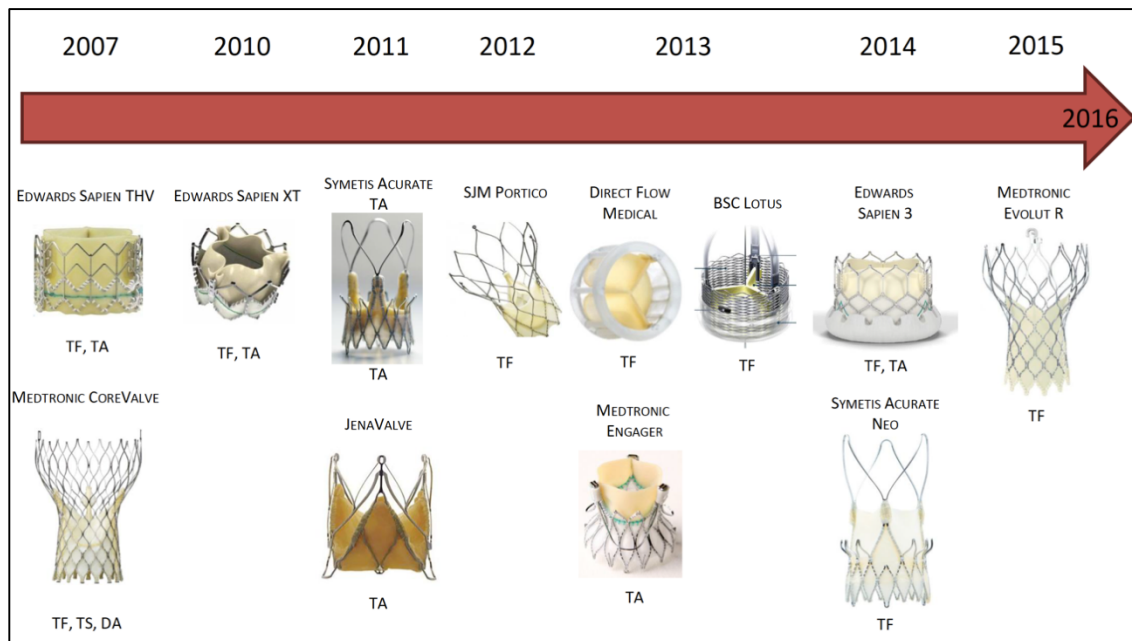 2007 2010 2011 2012 2013 2014 2015
2016
EDWARDS SAPIEN THV
TF, TA
MEDTRONIC COREVALVE
TF, TS, DA
EDWARDS SAPIEN XT
TF, TA
SYMETIS ACURATE
TA
TA
JENAVALVE
TA
SJM PORTICO
TF
DIRECT FLOW
MEDICAL
TF
BSC LOTUS
TF
MEDTRONIC
ENGAGER
TA
EDWARDS
SAPIEN 3
TF, TA
SYMETIS ACURATE
NEO
TF
MEDTRONIC
EVOLUT R
TF